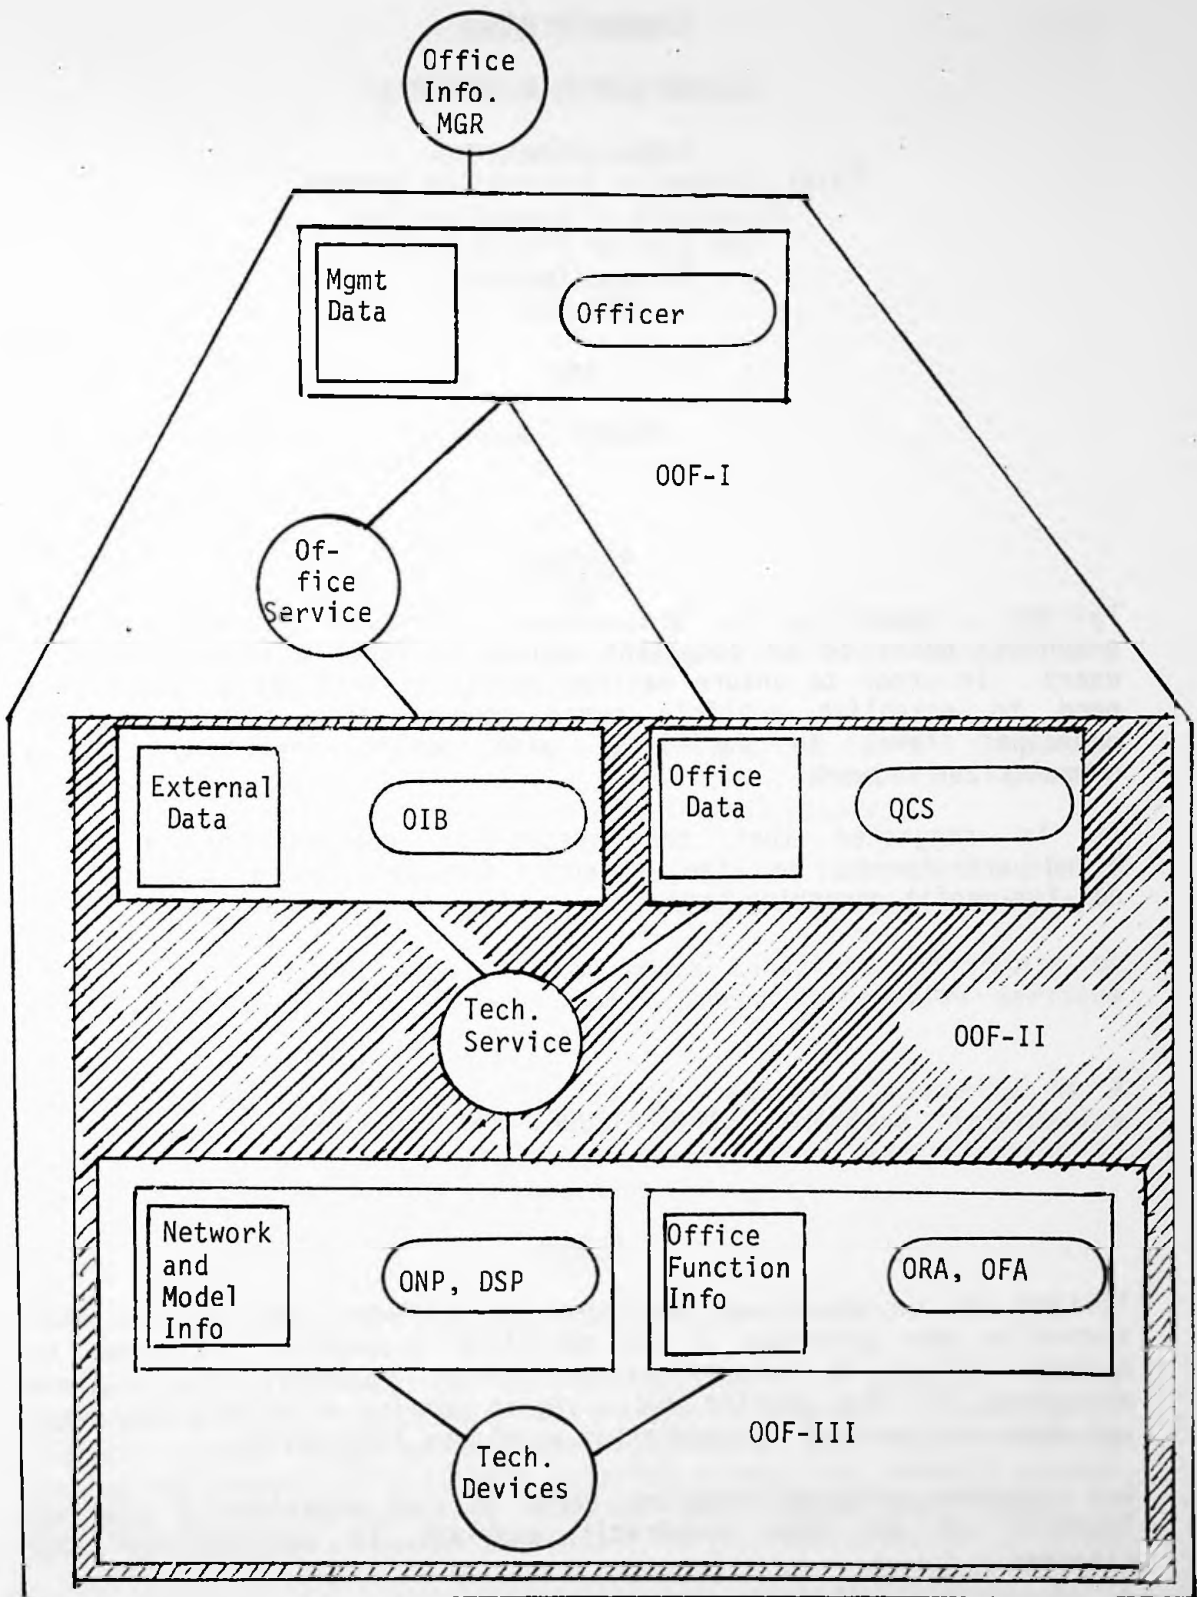 Office
Info.
MGR
Mgmt
Data
Officer
OOF-I
Of-
fice
Service
External
Data
OIB
Office
Data
QCS
Tech.
Service
OOF-II
Network
and
Model
Info
ONP, DSP
Office
Function
Info
ORA, OFA
OOF-III
Tech.
Devices